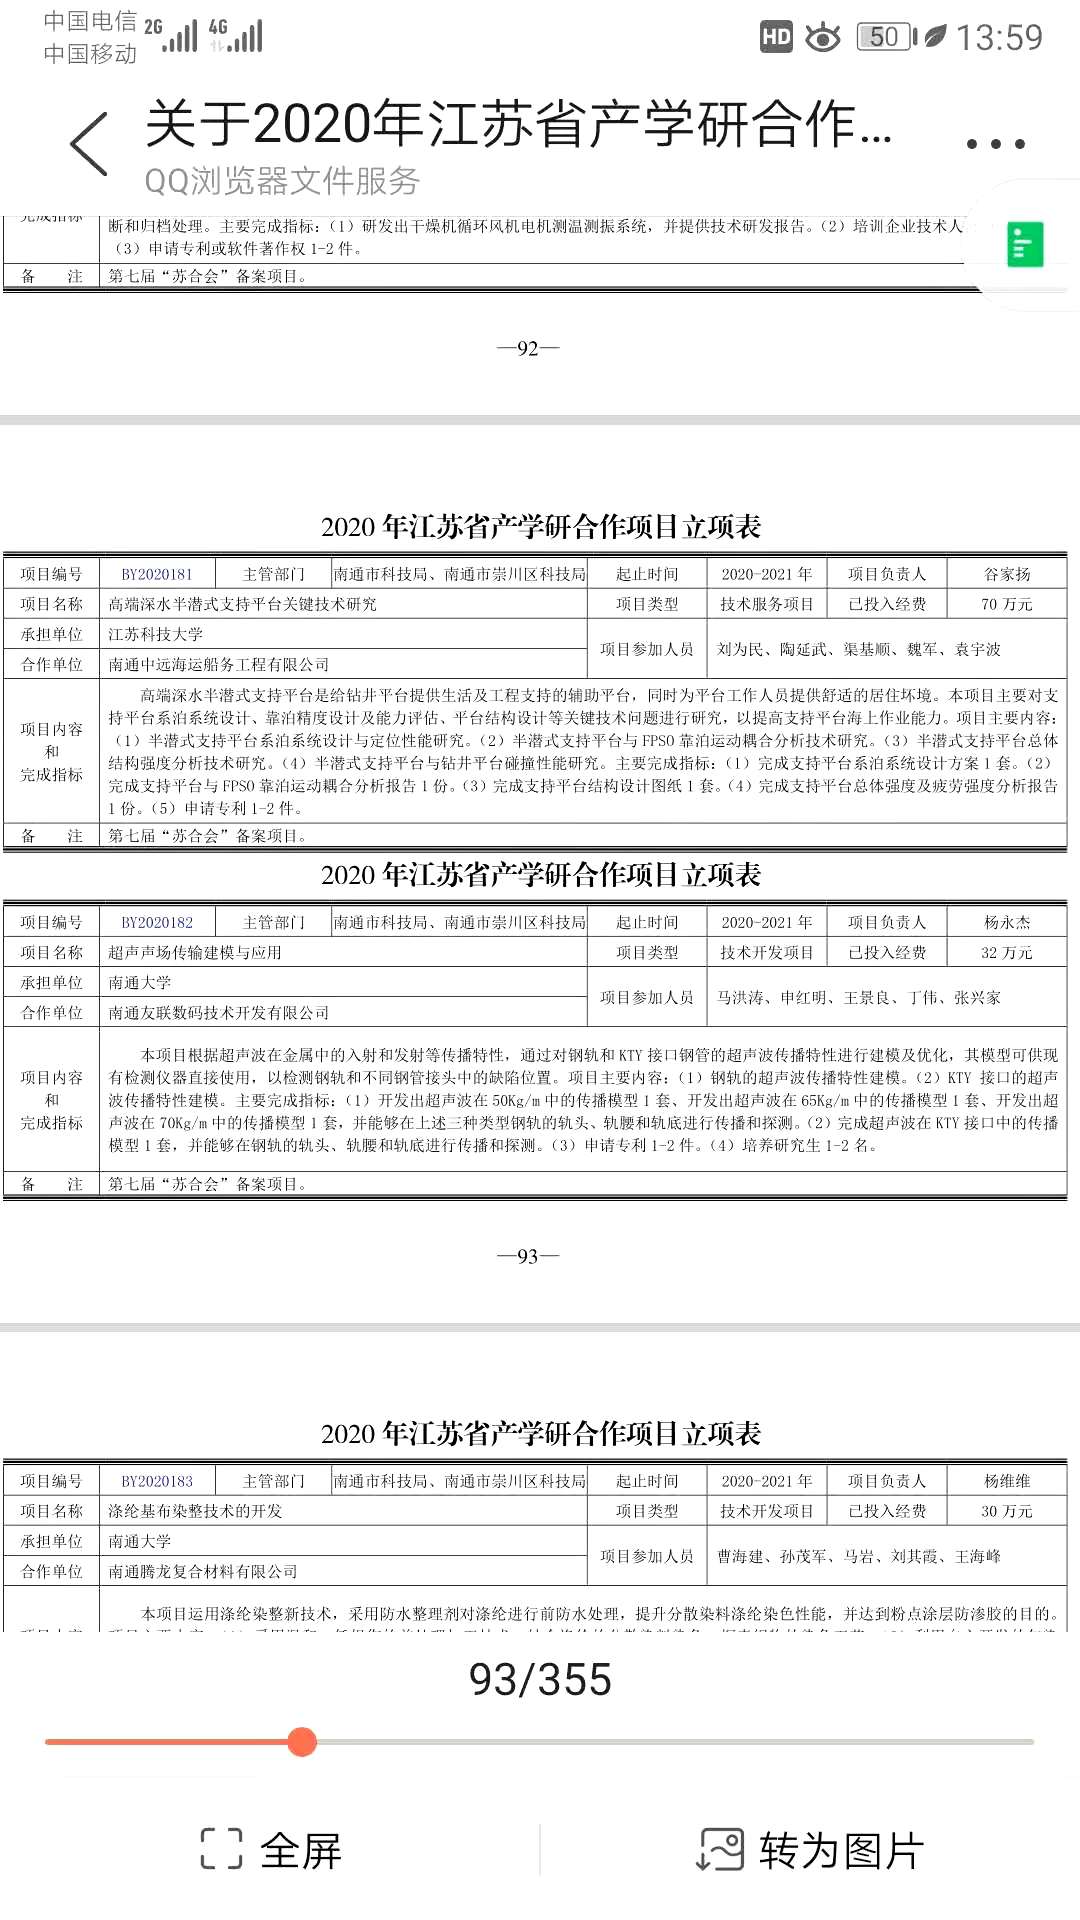 中国电信 2G 4G HD 50 13:59
中国移动
关于2020年江苏省产学研合作...
QQ浏览器文件服务
完成指标
断和归档处理。主要完成指标：（1）研发出干燥机循环风机电机测温测振系统，并提供技术研发报告。（2）培训企业技术人
（3）申请专利或软件著作权 1-2 件。
备 注 第七届“苏合会”备案项目。
—92—
2020 年江苏省产学研合作项目立项表
项目编号 BY2020181 主管部门 南通市科技局、南通市崇川区科技局 起止时间 2020-2021 年 项目负责人 谷家扬
项目名称 高端深水半潜式支持平台关键技术研究 项目类型 技术服务项目 已投入经费 70 万元
承担单位 江苏科技大学
项目参加人员 刘为民、陶延武、渠基顺、魏军、袁宇波
合作单位 南通中远海运船务工程有限公司
项目内容
和
完成指标
高端深水半潜式支持平台是给钻井平台提供生活及工程支持的辅助平台，同时为平台工作人员提供舒适的居住环境。本项目主要对支
持平台系泊系统设计、靠泊精度设计及能力评估、平台结构设计等关键技术问题进行研究，以提高支持平台海上作业能力。项目主要内容：
（1）半潜式支持平台系泊系统设计与定位性能研究。（2）半潜式支持平台与 FPSO 靠泊运动耦合分析技术研究。（3）半潜式支持平台总体
结构强度分析技术研究。（4）半潜式支持平台与钻井平台碰撞性能研究。主要完成指标：（1）完成支持平台系泊系统设计方案 1 套。（2）
完成支持平台与 FPSO 靠泊运动耦合分析报告 1 份。（3）完成支持平台结构设计图纸 1 套。（4）完成支持平台总体强度及疲劳强度分析报告
1 份。（5）申请专利 1-2 件。
备 注 第七届“苏合会”备案项目。
2020 年江苏省产学研合作项目立项表
项目编号 BY2020182 主管部门 南通市科技局、南通市崇川区科技局 起止时间 2020-2021 年 项目负责人 杨永杰
项目名称 超声声场传输建模与应用 项目类型 技术开发项目 已投入经费 32 万元
承担单位 南通大学
项目参加人员 马洪涛、申红明、王景良、丁伟、张兴家
合作单位 南通友联数码技术开发有限公司
项目内容
和
完成指标
本项目根据超声波在金属中的入射和发射等传播特性，通过对钢轨和 KTY 接口钢管的超声波传播特性进行建模及优化，其模型可供现
有检测仪器直接使用，以检测钢轨和不同钢管接头中的缺陷位置。项目主要内容：（1）钢轨的超声波传播特性建模。（2）KTY 接口的超声
波传播特性建模。主要完成指标：（1）开发出超声波在 50Kg/m 中的传播模型 1 套、开发出超声波在 65Kg/m 中的传播模型 1 套、开发出超
声波在 70Kg/m 中的传播模型 1 套，并能够在上述三种类型钢轨的轨头、轨腰和轨底进行传播和探测。（2）完成超声波在 KTY 接口中的传播
模型 1 套，并能够在钢轨的轨头、轨腰和轨底进行传播和探测。（3）申请专利 1-2 件。（4）培养研究生 1-2 名。
备 注 第七届“苏合会”备案项目。
—93—
2020 年江苏省产学研合作项目立项表
项目编号 BY2020183 主管部门 南通市科技局、南通市崇川区科技局 起止时间 2020-2021 年 项目负责人 杨维维
项目名称 涤纶基布染整技术的开发 项目类型 技术开发项目 已投入经费 30 万元
承担单位 南通大学
项目参加人员 曹海建、孙茂军、马岩、刘其霞、王海峰
合作单位 南通腾龙复合材料有限公司
本项目运用涤纶染整新技术，采用防水整理剂对涤纶进行前防水处理，提升分散染料涤纶染色性能，并达到粉点涂层防渗胶的目的。
93/355
全屏 转为图片